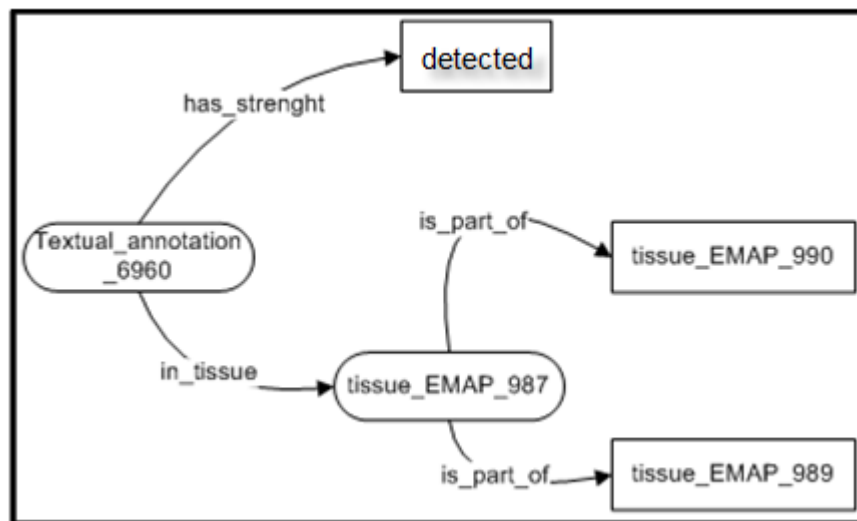 detected
has_strenght
Textual_annotation
_6960
is_part_of
tissue_EMAP_990
in_tissue
tissue_EMAP_987
is_part_of
tissue_EMAP_989